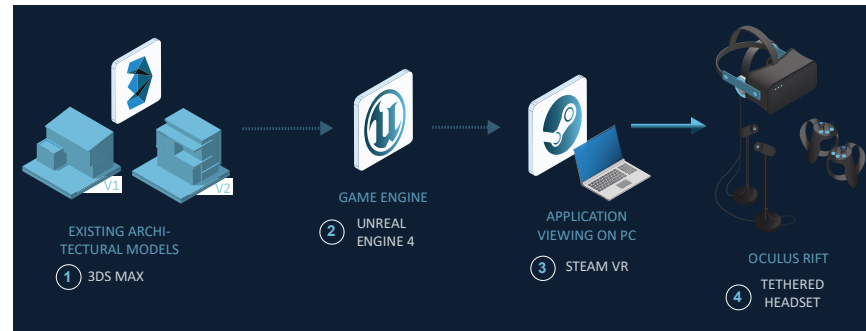 V1
V2
EXISTING ARCHI-
TECTURAL MODELS
1 3DS MAX
GAME ENGINE
2 UNREAL
ENGINE 4
APPLICATION
VIEWING ON PC
3 STEAM VR
OCULUS RIFT
4 TETHERED
HEADSET